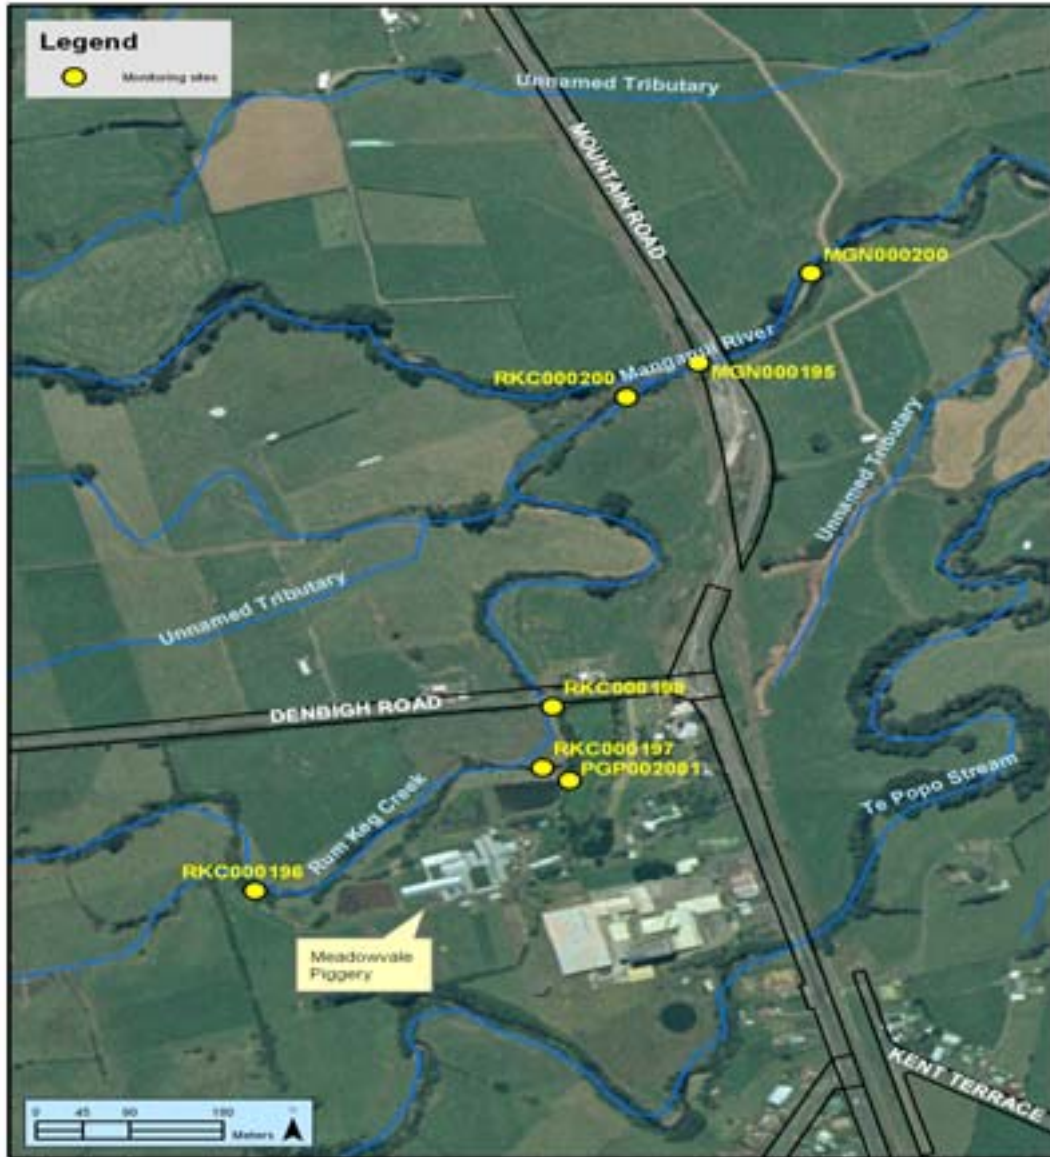 Legend
Monitoring sites
Unnamed Tributary
MOUNTAIN ROAD
MGN000200
Manganui River
MGN000195
RKC000200
Unnamed Tributary
Unnamed Tributary
RKC000198
DENBIGH ROAD
RKC000197
PGP002001
Te Popo Stream
Rum Keg Creek
RKC000196
Meadowvale
Piggery
KENT TERRACE
0 45 90 180
Meters